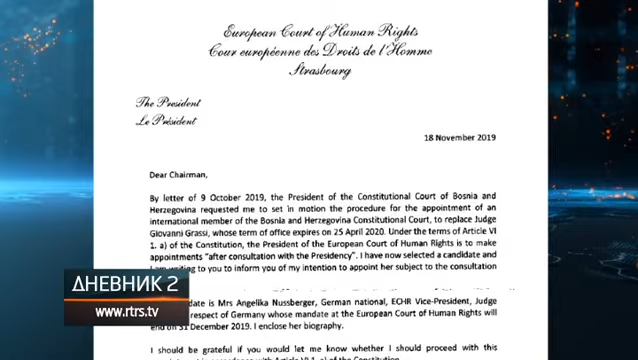 European Court of Human Rights
Cour européenne des Droits de l'Homme
Strasbourg
The President
Le Président
18 November 2019
Dear Chairman,
By letter of 9 October 2019, the President of the Constitutional Court of Bosnia and
Herzegovina requested me to set in motion the procedure for the appointment of an
international member of the Bosnia and Herzegovina Constitutional Court, to replace Judge
Giovanni Grassi, whose term of office expires on 25 April 2020. Under the terms of Article VI
1. a) of the Constitution, the President of the European Court of Human Rights is to make
appointments "after consultation with the Presidency". I have now selected a candidate and
I am writing to you to inform you of my intention to appoint her subject to the consultation
date is Mrs Angelika Nussberger, German national, ECHR Vice-President, Judge
respect of Germany whose mandate at the European Court of Human Rights will
end on 31 December 2019. I enclose her biography.
I should be grateful if you would let me know whether I should proceed with this
ДНЕВНИК 2
www.rtrs.tv